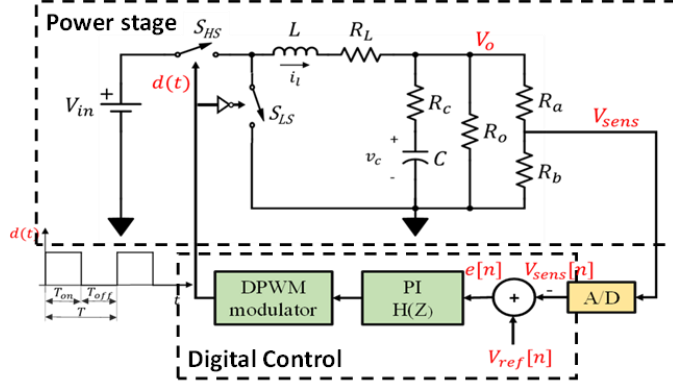 Power stage
S_HS
L
R_L
V_o
d(t)
i_l
+
V_in
S_LS
R_c
R_a
V_sens
+
v_c
C
-
R_o
R_b
d(t)
T_on
T_off
t
T
DPWM
modulator
PI
H(Z)
e[n]
+
V_sens[n]
-
A/D
V_ref[n]
Digital Control